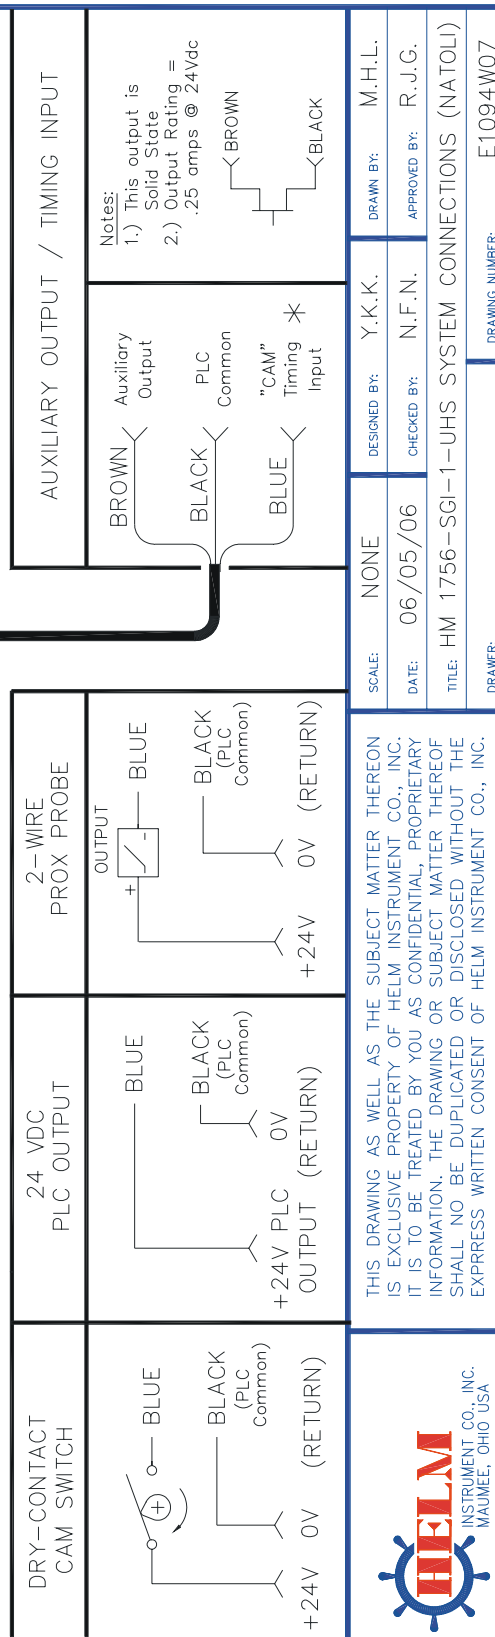 DRY-CONTACT
CAM SWITCH
BLUE
BLACK
(PLC
Common)
+24V
0V
(RETURN)
24 VDC
PLC OUTPUT
BLUE
BLACK
(PLC
Common)
+24V PLC
OUTPUT
0V
(RETURN)
2-WIRE
PROX PROBE
OUTPUT
+
-
BLUE
BLACK
(PLC
Common)
+24V
0V
(RETURN)
AUXILIARY OUTPUT / TIMING INPUT
BROWN
Auxiliary
Output
BLACK
PLC
Common
BLUE
"CAM"
Timing
Input
Notes:
1.) This output is
Solid State
2.) Output Rating =
.25 amps @ 24Vdc
BROWN
BLACK
HELM
INSTRUMENT CO., INC.
MAUMEE, OHIO USA
THIS DRAWING AS WELL AS THE SUBJECT MATTER THEREON
IS EXCLUSIVE PROPERTY OF HELM INSTRUMENT CO., INC.
IT IS TO BE TREATED BY YOU AS CONFIDENTIAL, PROPRIETARY
INFORMATION. THE DRAWING OR SUBJECT MATTER THEREOF
SHALL NO BE DUPLICATED OR DISCLOSED WITHOUT THE
EXPRRESS WRITTEN CONSENT OF HELM INSTRUMENT CO., INC.
SCALE: NONE
DESIGNED BY: Y.K.K.
DRAWN BY: M.H.L.
DATE: 06/05/06
CHECKED BY: N.F.N.
APPROVED BY: R.J.G.
TITLE: HM 1756-SGI-1-UHS SYSTEM CONNECTIONS (NATOLI)
DRAWER:
DRAWING NUMBER: E1094W07